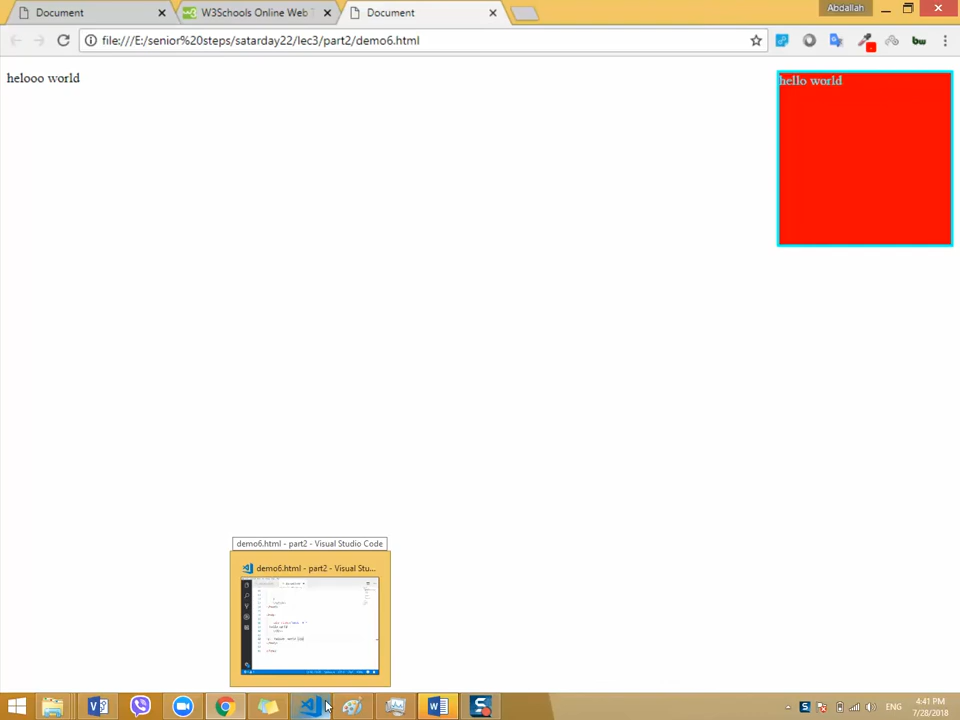 Document
W3Schools Online Web T
Document
Abdallah
file:///E:/senior%20steps/satarday22/lec3/part2/demo6.html
bw
helooo world
hello world
demo6.html - part2 - Visual Studio Code
demo6.html - part2 - Visual Stu...
ENG
4:41 PM
7/28/2018